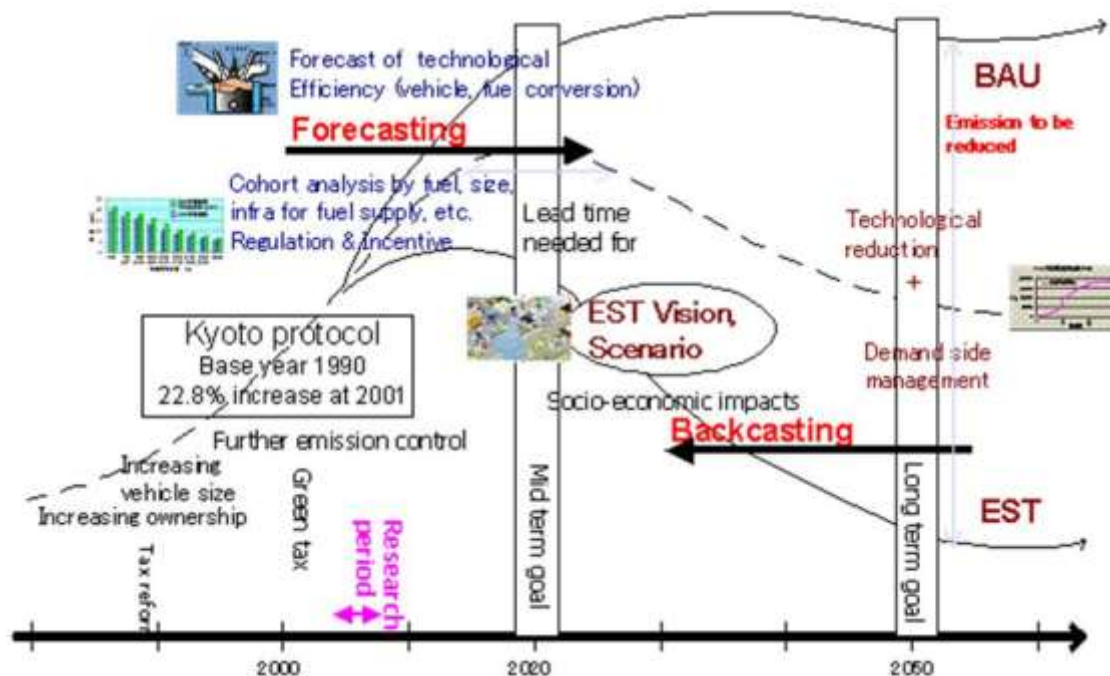 Forecast of technological
Efficiency (vehicle, fuel conversion)
Forecasting
BAU
Emission to be
reduced
Cohort analysis by fuel, size,
infra for fuel supply, etc.
Regulation & Incentive
Lead time
needed for
Technological
reduction
+
EST Vision,
Scenario
Kyoto protocol
Base year 1990
22.8% increase at 2001
Demand side
management
Socio-economic impacts
Backcasting
Further emission control
Increasing
vehicle size
Increasing ownership
EST
Tax reform
Green tax
Research
period
Mid term goal
Long term goal
2000
2020
2050